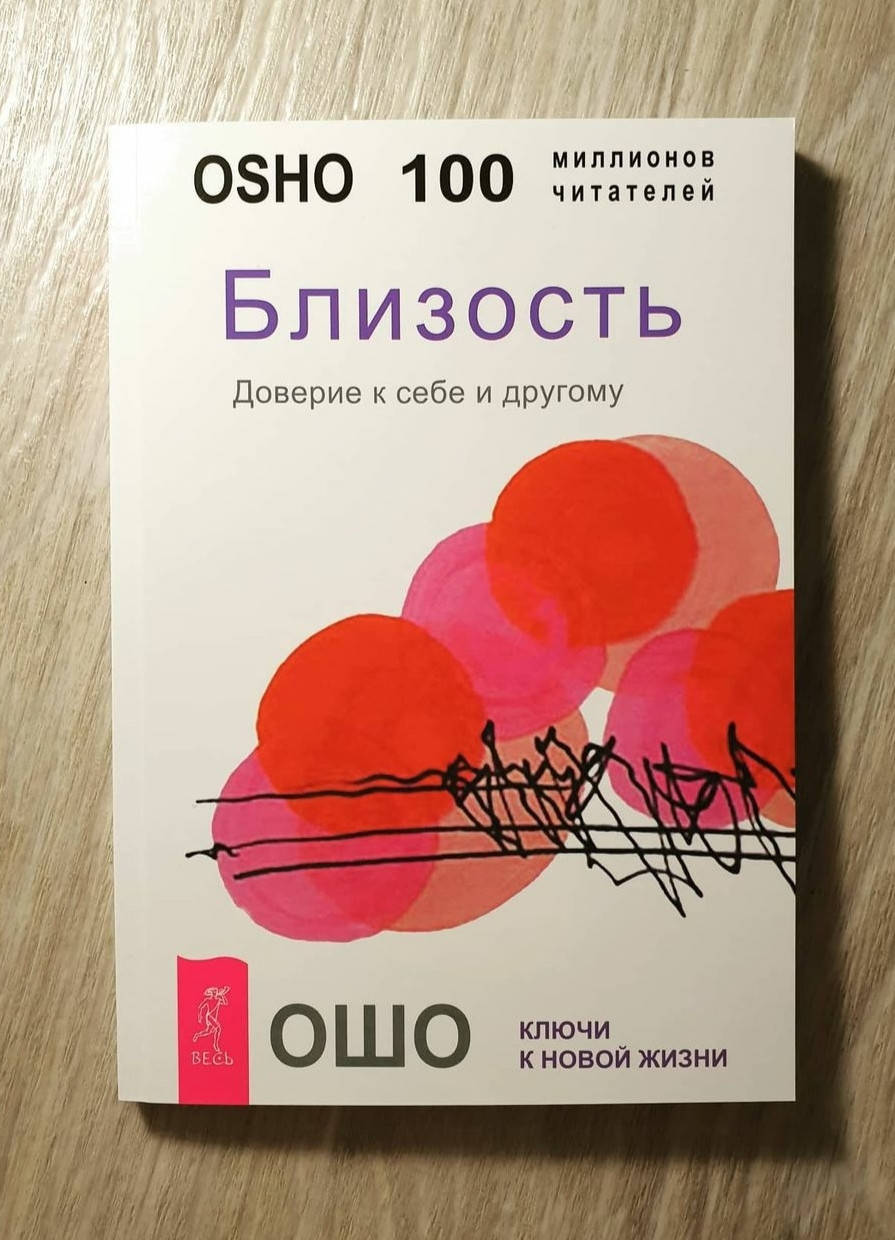 OSHO 100 миллионов
читателей
Близость
Доверие к себе и другому
ВЕСЬ
ОШО
КЛЮЧИ
К НОВОЙ ЖИЗНИ